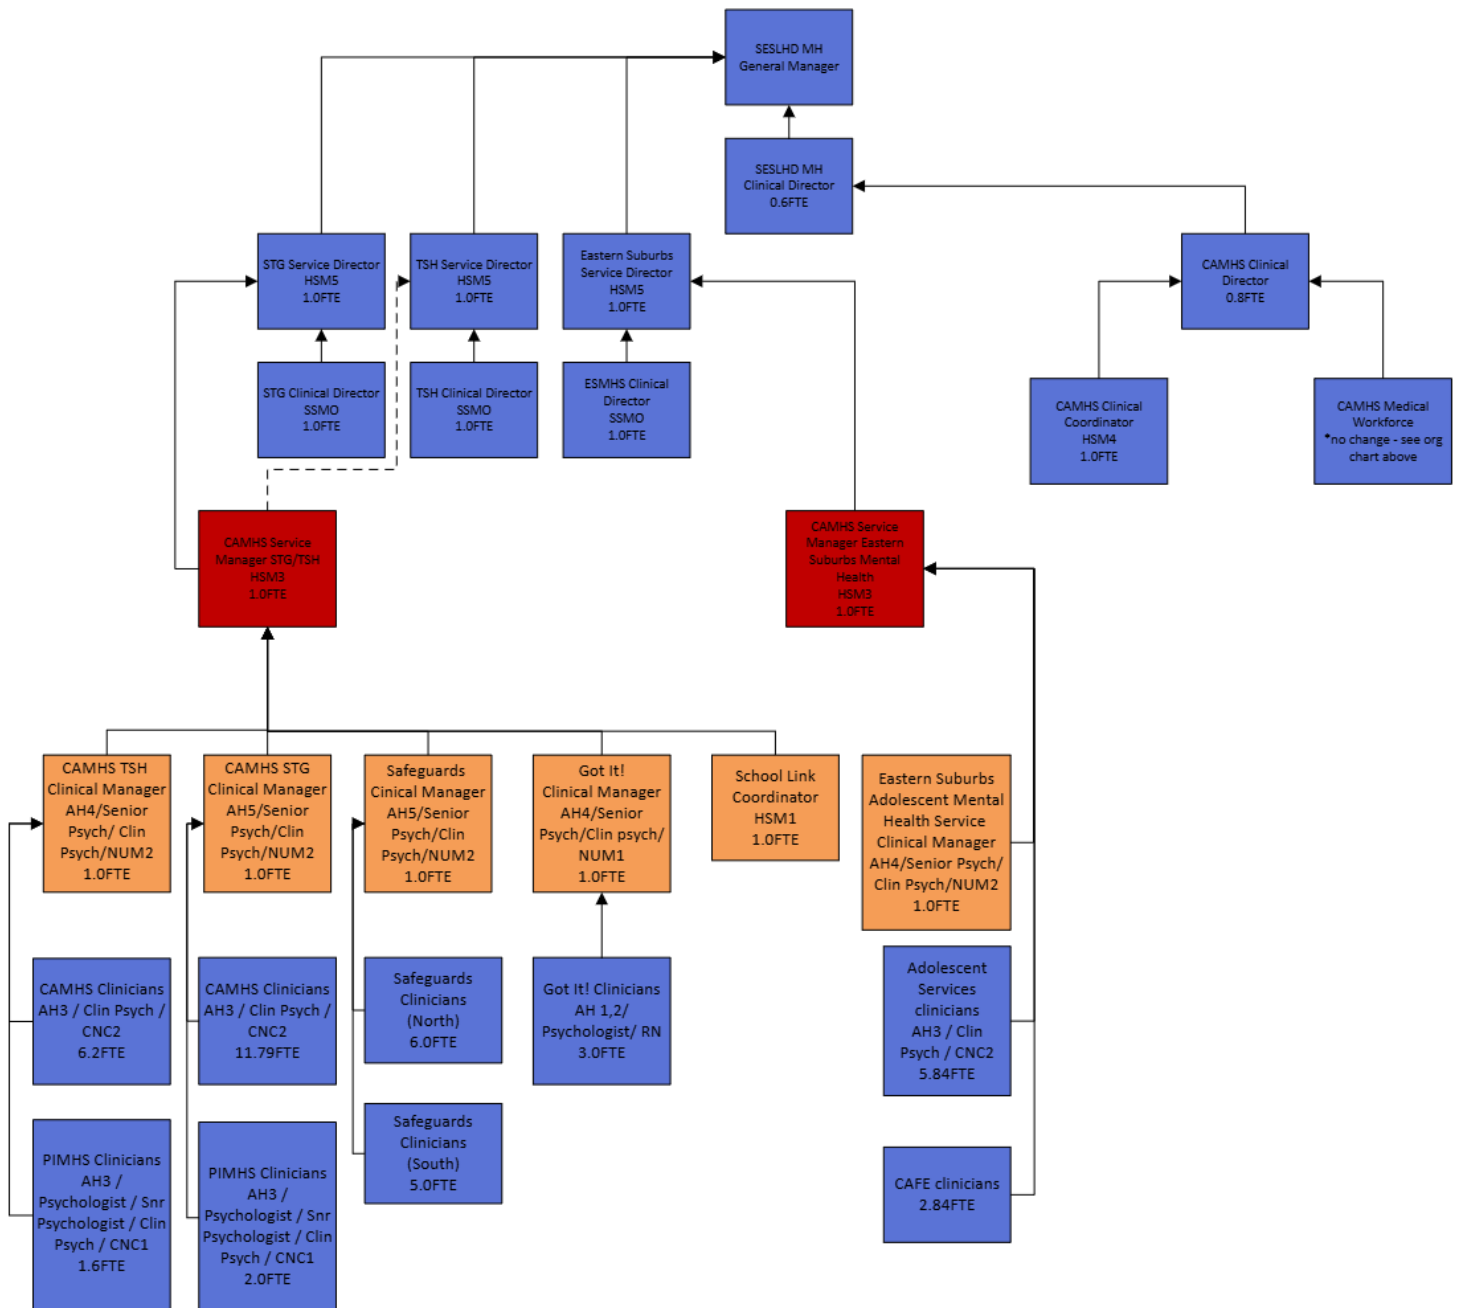 SESLHD MH
General Manager
SESLHD MH
Clinical Director
0.6FTE
STG Service Director
HSM5
1.0FTE
TSH Service Director
HSM5
1.0FTE
Eastern Suburbs
Service Director
HSM5
1.0FTE
CAMHS Clinical
Director
0.8FTE
STG Clinical Director
SSMO
1.0FTE
TSH Clinical Director
SSMO
1.0FTE
ESMHS Clinical
Director
SSMO
1.0FTE
CAMHS Clinical
Coordinator
HSM4
1.0FTE
CAMHS Medical
Workforce
*no change - see org
chart above
CAMHS Service
Manager STG/TSH
HSM3
1.0FTE
CAMHS Service
Manager Eastern
Suburbs Mental
Health
HSM3
1.0FTE
CAMHS TSH
Clinical Manager
AH4/Senior
Psych/ Clin
Psych/NUM2
1.0FTE
CAMHS STG
Clinical Manager
AH5/Senior
Psych/Clin
Psych/NUM2
1.0FTE
Safeguards
Cinical Manager
AH5/Senior
Psych/Clin
Psych/NUM2
1.0FTE
Got It!
Clinical Manager
AH4/Senior
Psych/Clin psych/
NUM1
1.0FTE
School Link
Coordinator
HSM1
1.0FTE
Eastern Suburbs
Adolescent Mental
Health Service
Clinical Manager
AH4/Senior Psych/
Clin Psych/NUM2
1.0FTE
CAMHS Clinicians
AH3 / Clin Psych /
CNC2
6.2FTE
CAMHS Clinicians
AH3 / Clin Psych /
CNC2
11.79FTE
Safeguards
Clinicians
(North)
6.0FTE
Got It! Clinicians
AH 1,2/
Psychologist/ RN
3.0FTE
Adolescent
Services
clinicians
AH3 / Clin
Psych / CNC2
5.84FTE
PIMHS Clinicians
AH3 /
Psychologist / Snr
Psychologist / Clin
Psych / CNC1
1.6FTE
PIMHS Clinicians
AH3 /
Psychologist / Snr
Psychologist / Clin
Psych / CNC1
2.0FTE
Safeguards
Clinicians
(South)
5.0FTE
CAFE clinicians
2.84FTE